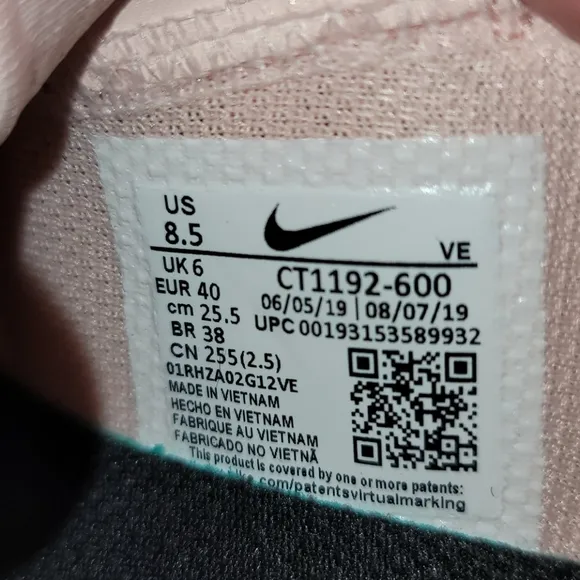 US
8.5
VE
UK 6
CT1192-600
EUR 40
06/05/19 | 08/07/19
cm 25.5
UPC 00193153589932
BR 38
CN 255(2.5)
01RHZA02G12VE
MADE IN VIETNAM
HECHO EN VIETNAM
FABRIQUE AU VIETNAM
FABRICADO NO VIETNÃ
This product is covered by one or more patents:
.com/patentsvirtualmarking